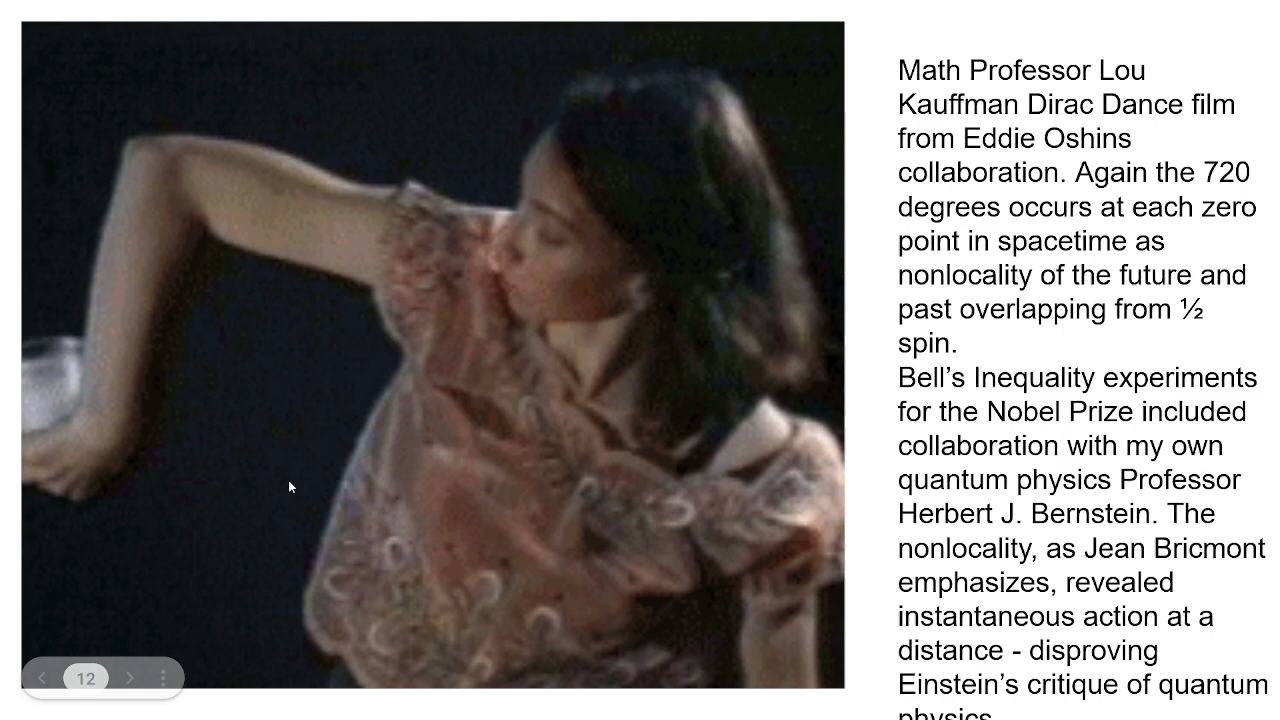 Math Professor Lou
Kauffman Dirac Dance film
from Eddie Oshins
collaboration. Again the 720
degrees occurs at each zero
point in spacetime as
nonlocality of the future and
past overlapping from ½
spin.
Bell’s Inequality experiments
for the Nobel Prize included
collaboration with my own
quantum physics Professor
Herbert J. Bernstein. The
nonlocality, as Jean Bricmont
emphasizes, revealed
instantaneous action at a
distance - disproving
Einstein’s critique of quantum
physics
12